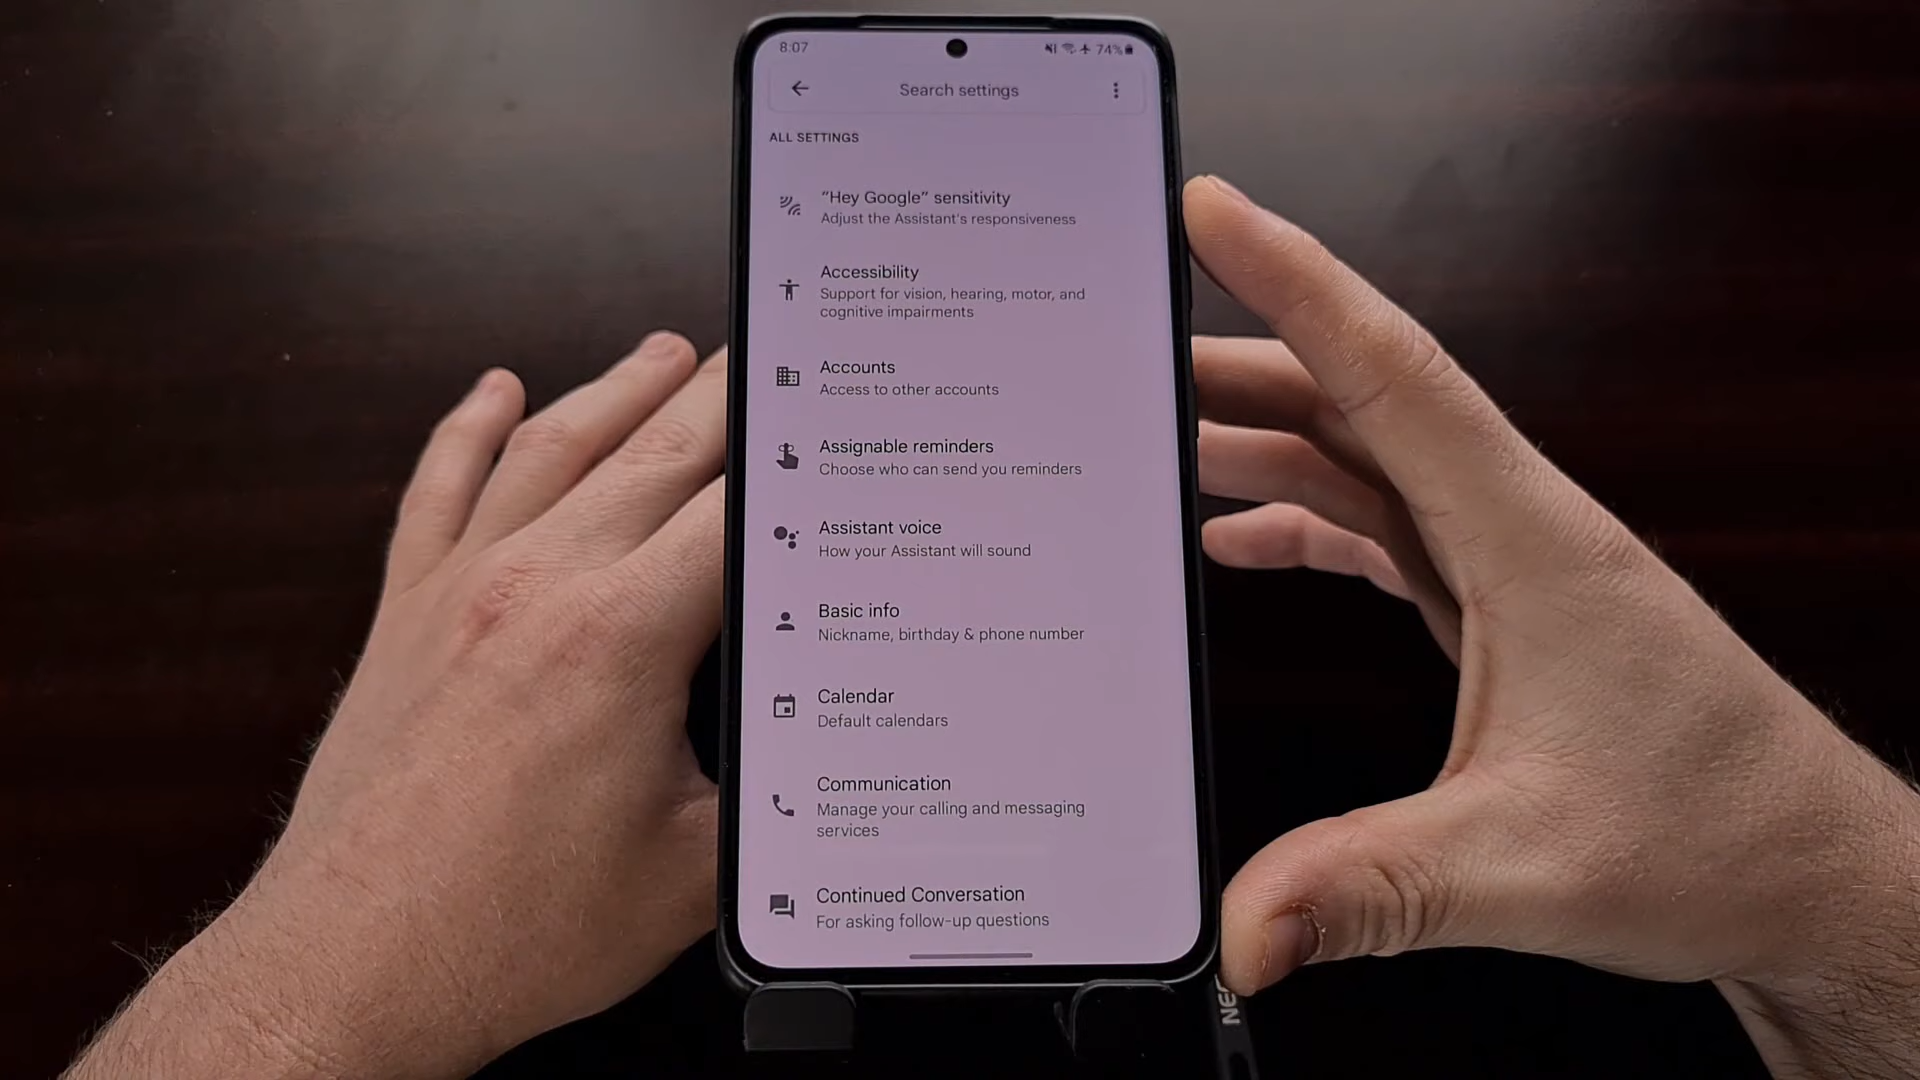 8:07
74%
Search settings
ALL SETTINGS
“Hey Google” sensitivity
Adjust the Assistant's responsiveness
Accessibility
Support for vision, hearing, motor, and
cognitive impairments
Accounts
Access to other accounts
Assignable reminders
Choose who can send you reminders
Assistant voice
How your Assistant will sound
Basic info
Nickname, birthday & phone number
Calendar
Default calendars
Communication
Manage your calling and messaging
services
Continued Conversation
For asking follow-up questions